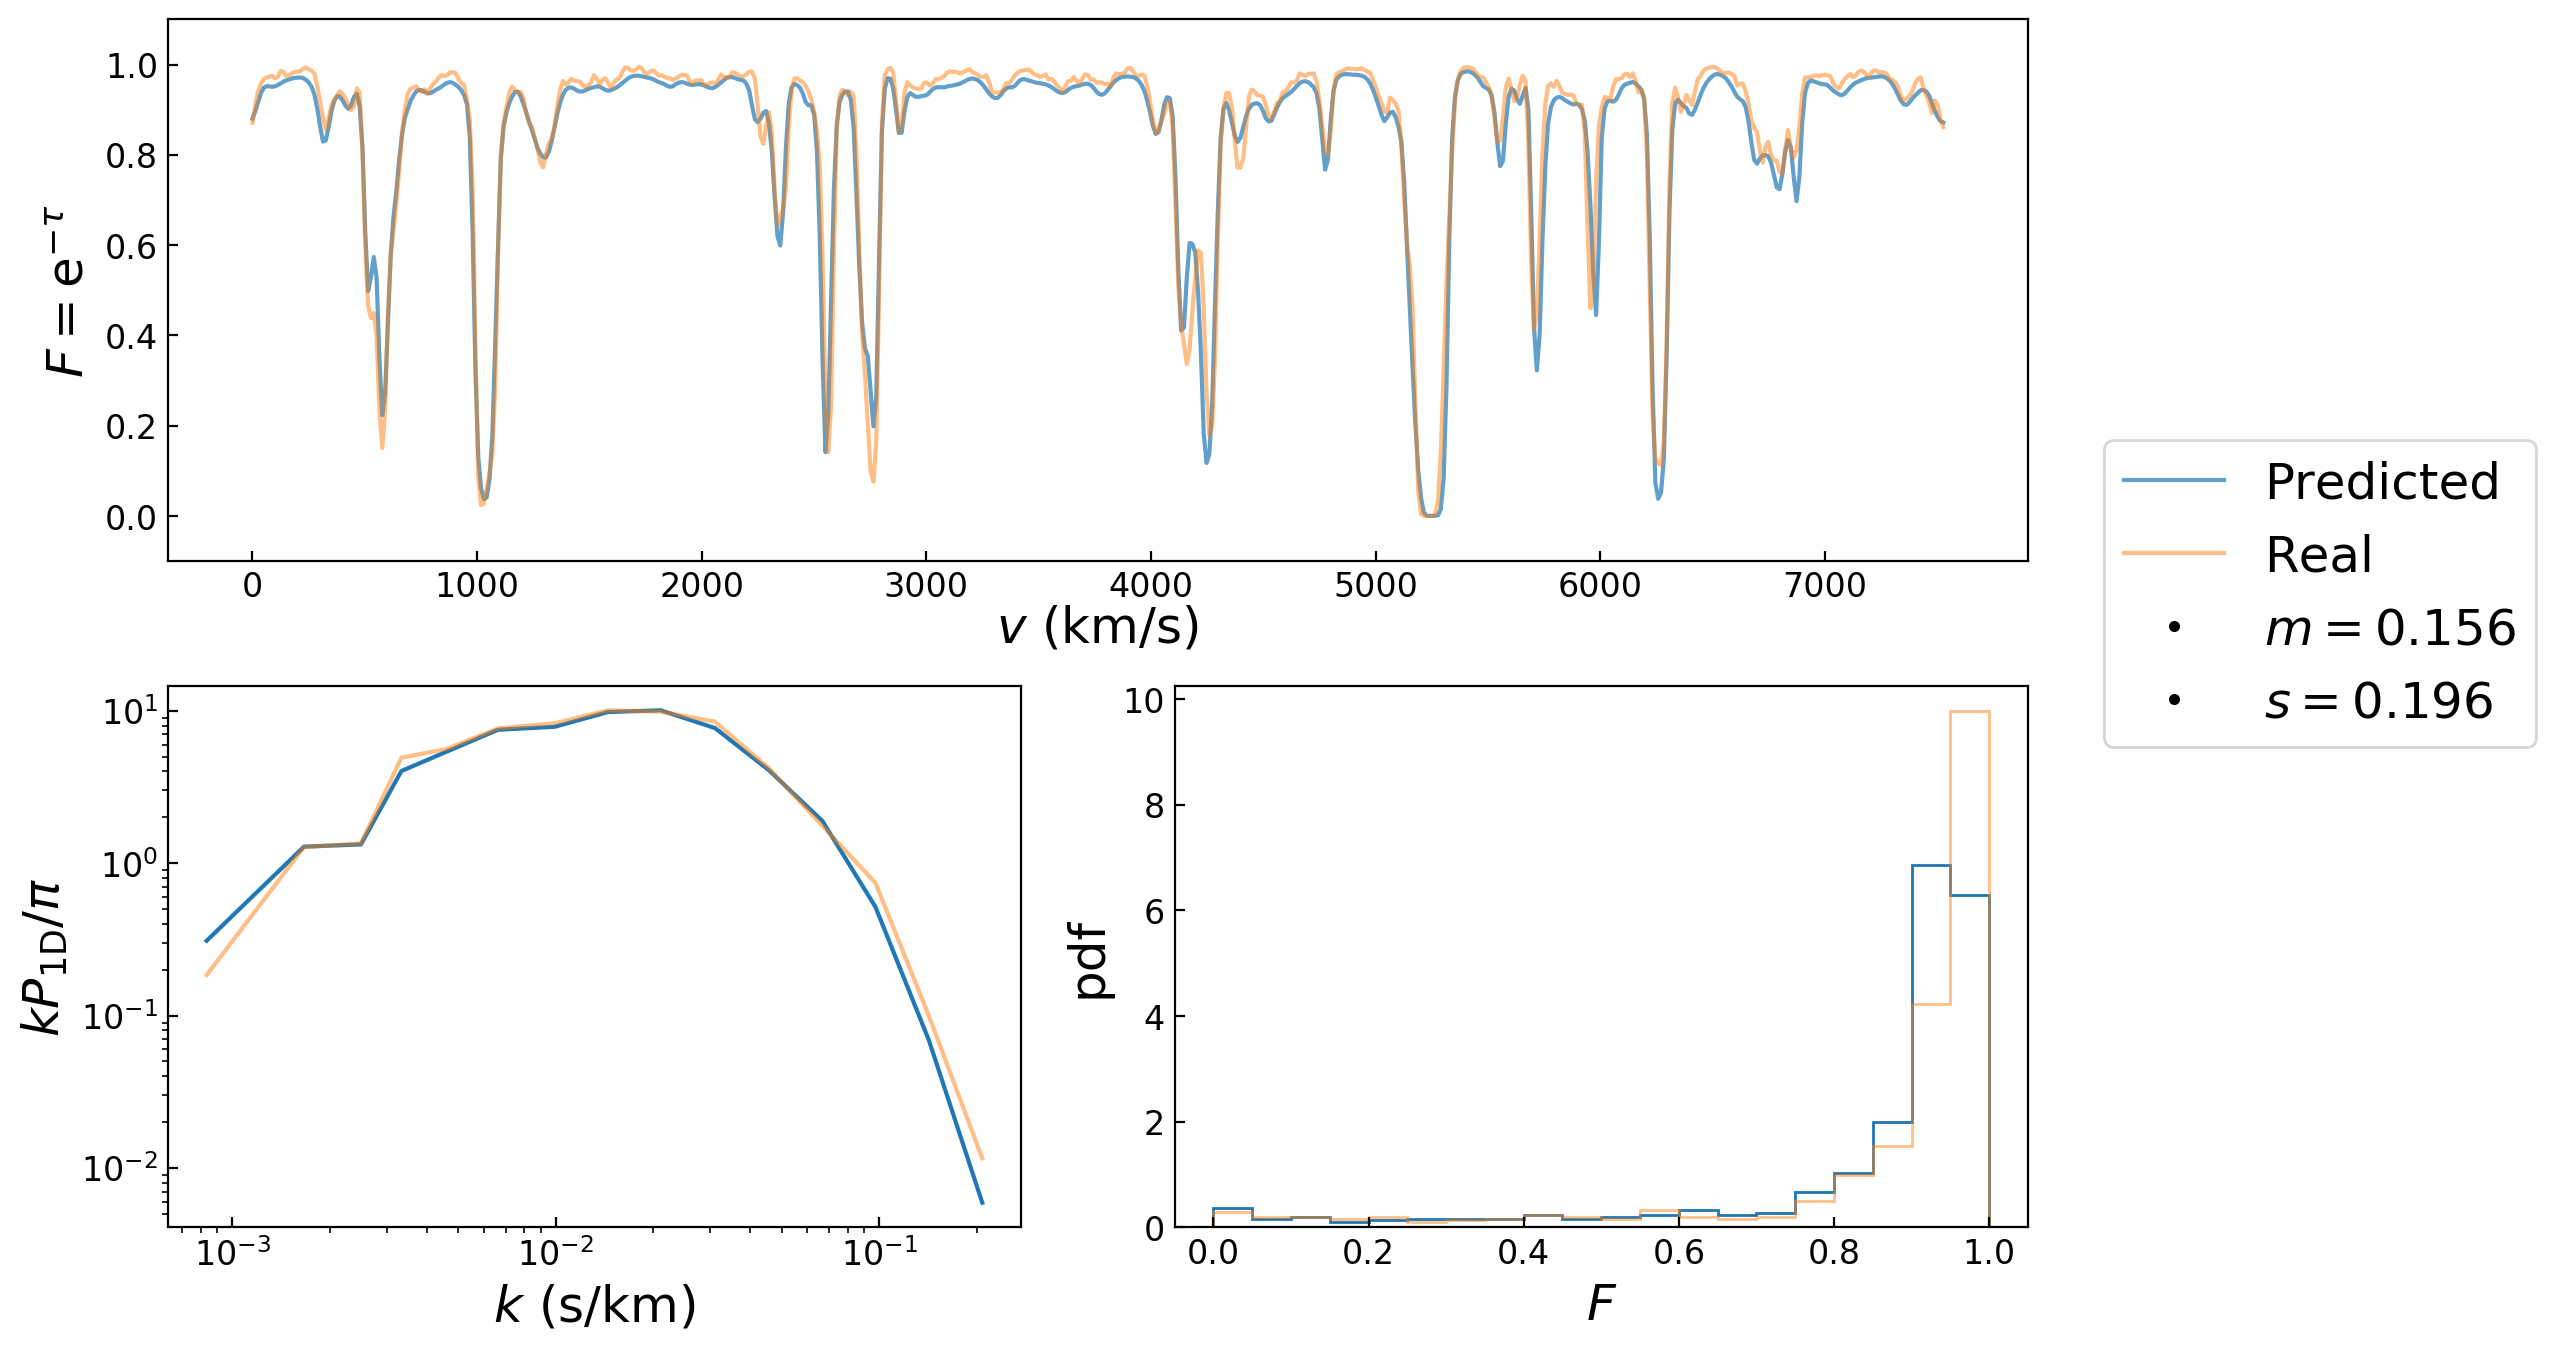 F = e^{−τ}
1.0
0.8
0.6
0.4
0.2
0.0
0 1000 2000 3000 4000 5000 6000 7000
v (km/s)
Predicted
Real
m = 0.156
s = 0.196
kP_{1D}/π
10^1
10^0
10^{−1}
10^{−2}
10^{−3} 10^{−2} 10^{−1}
k (s/km)
pdf
10
8
6
4
2
0
0.0 0.2 0.4 0.6 0.8 1.0
F